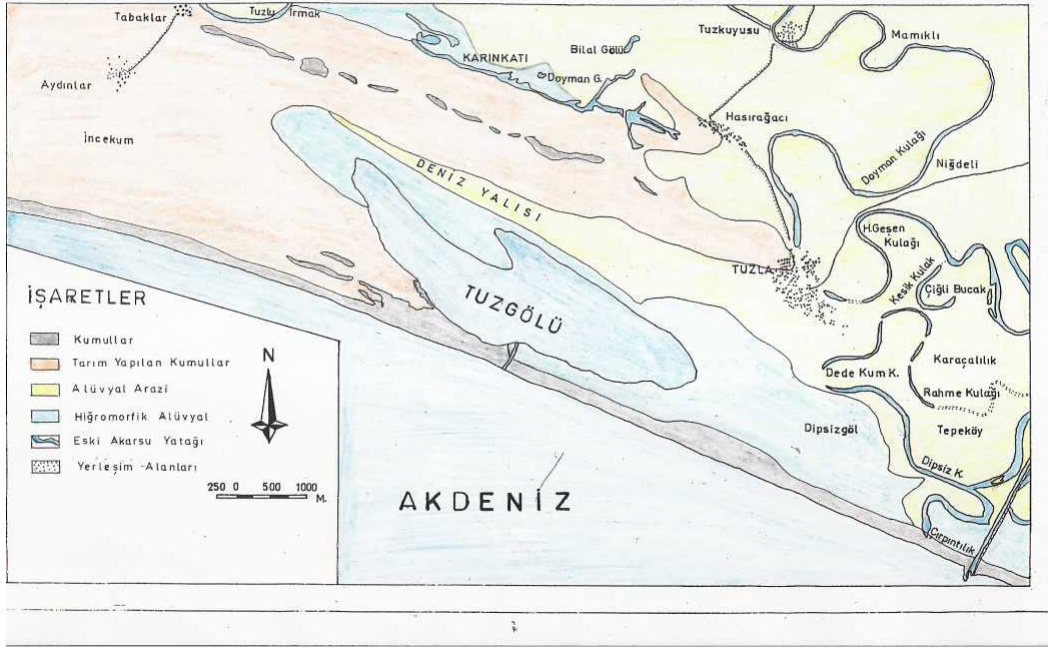 Tabaklar
Tuzlu Irmak
Tuzkuyusu
Mamıklı
KARINKATI
Bilal Gölü
Doyman G.
Aydınlar
Hasırağacı
İncekum
Doyman Kulağı
Niğdeli
DENİZ YALISI
H.Geşen
Kulağı
TUZLA
Kesik Kulak
Çiğli Bucak
TUZGÖLÜ
Karaçalılık
Dede Kum K.
Rahme Kulağı
Dipsizgöl
Tepeköy
Dipsiz K.
AKDENİZ
Çırpıntılık
İŞARETLER
Kumullar
Tarım Yapılan Kumullar
Alüvyal Arazi
Hiğromorfik Alüvyal
Eski Akarsu Yatağı
Yerleşim -Alanları
N
250 0 500 1000
M.